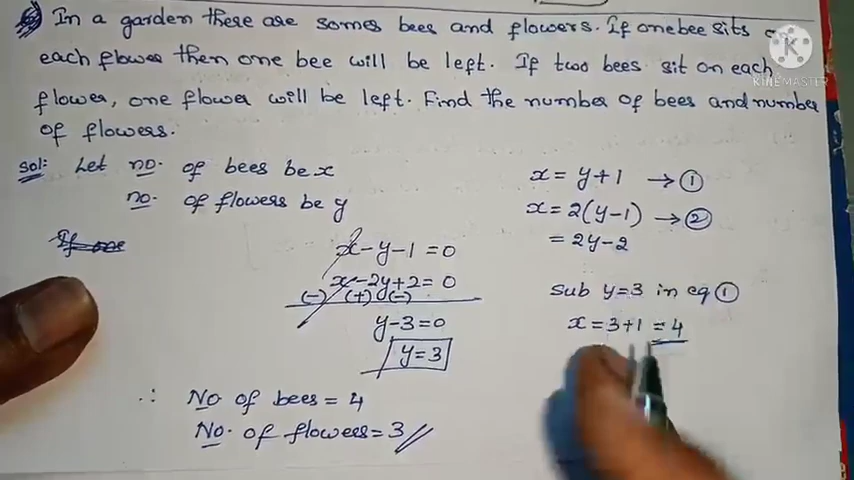 In a garden there are somes bees and flowers. If one bee sits on
each flower then one bee will be left. If two bees sit on each
flower, one flower will be left. Find the number of bees and number
of flowers.
Sol: Let no. of bees be x
no. of flowers be y
If one
x = y+1 → ①
x = 2(y-1) → ②
= 2y-2
x-y-1 = 0
x-2y+2 = 0
(-) (+) (-)
y-3 = 0
y = 3
Sub y=3 in eq ①
x = 3+1 = 4
∴ No of bees = 4
No. of flowers = 3 //
K
KINEMASTER